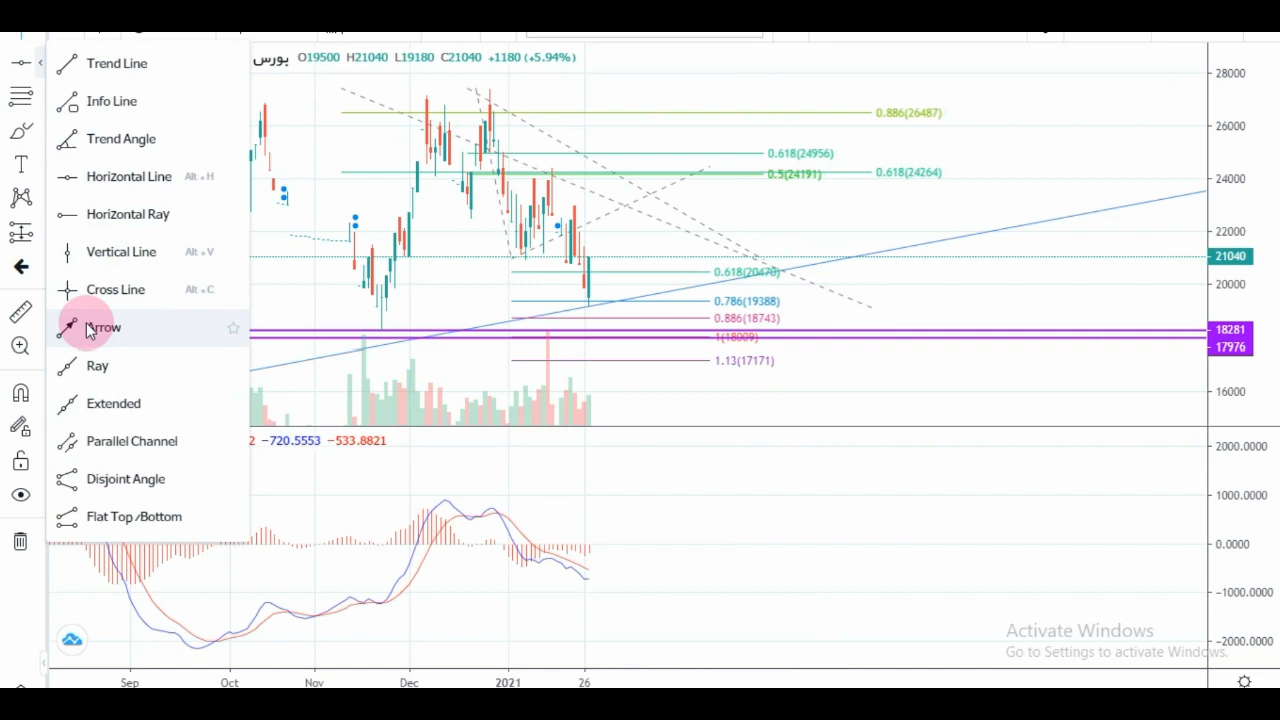 Trend Line
Info Line
Trend Angle
Horizontal Line Alt +H
Horizontal Ray
Vertical Line Alt +V
Cross Line Alt +C
Arrow
Ray
Extended
Parallel Channel
Disjoint Angle
Flat Top /Bottom
بورس O19500 H21040 L19180 C21040 +1180 (+5.94%)
0.886(26487)
0.618(24956)
0.5(24191)
0.618(24264)
0.618(20470)
0.786(19388)
0.886(18743)
1(18009)
1.13(17171)
28000
26000
24000
22000
21040
20000
18281
17976
16000
2 −720.5553 −533.8821
2000.0000
1000.0000
0.0000
−1000.0000
−2000.0000
Activate Windows
Go to Settings to activate Windows.
Sep Oct Nov Dec 2021 26